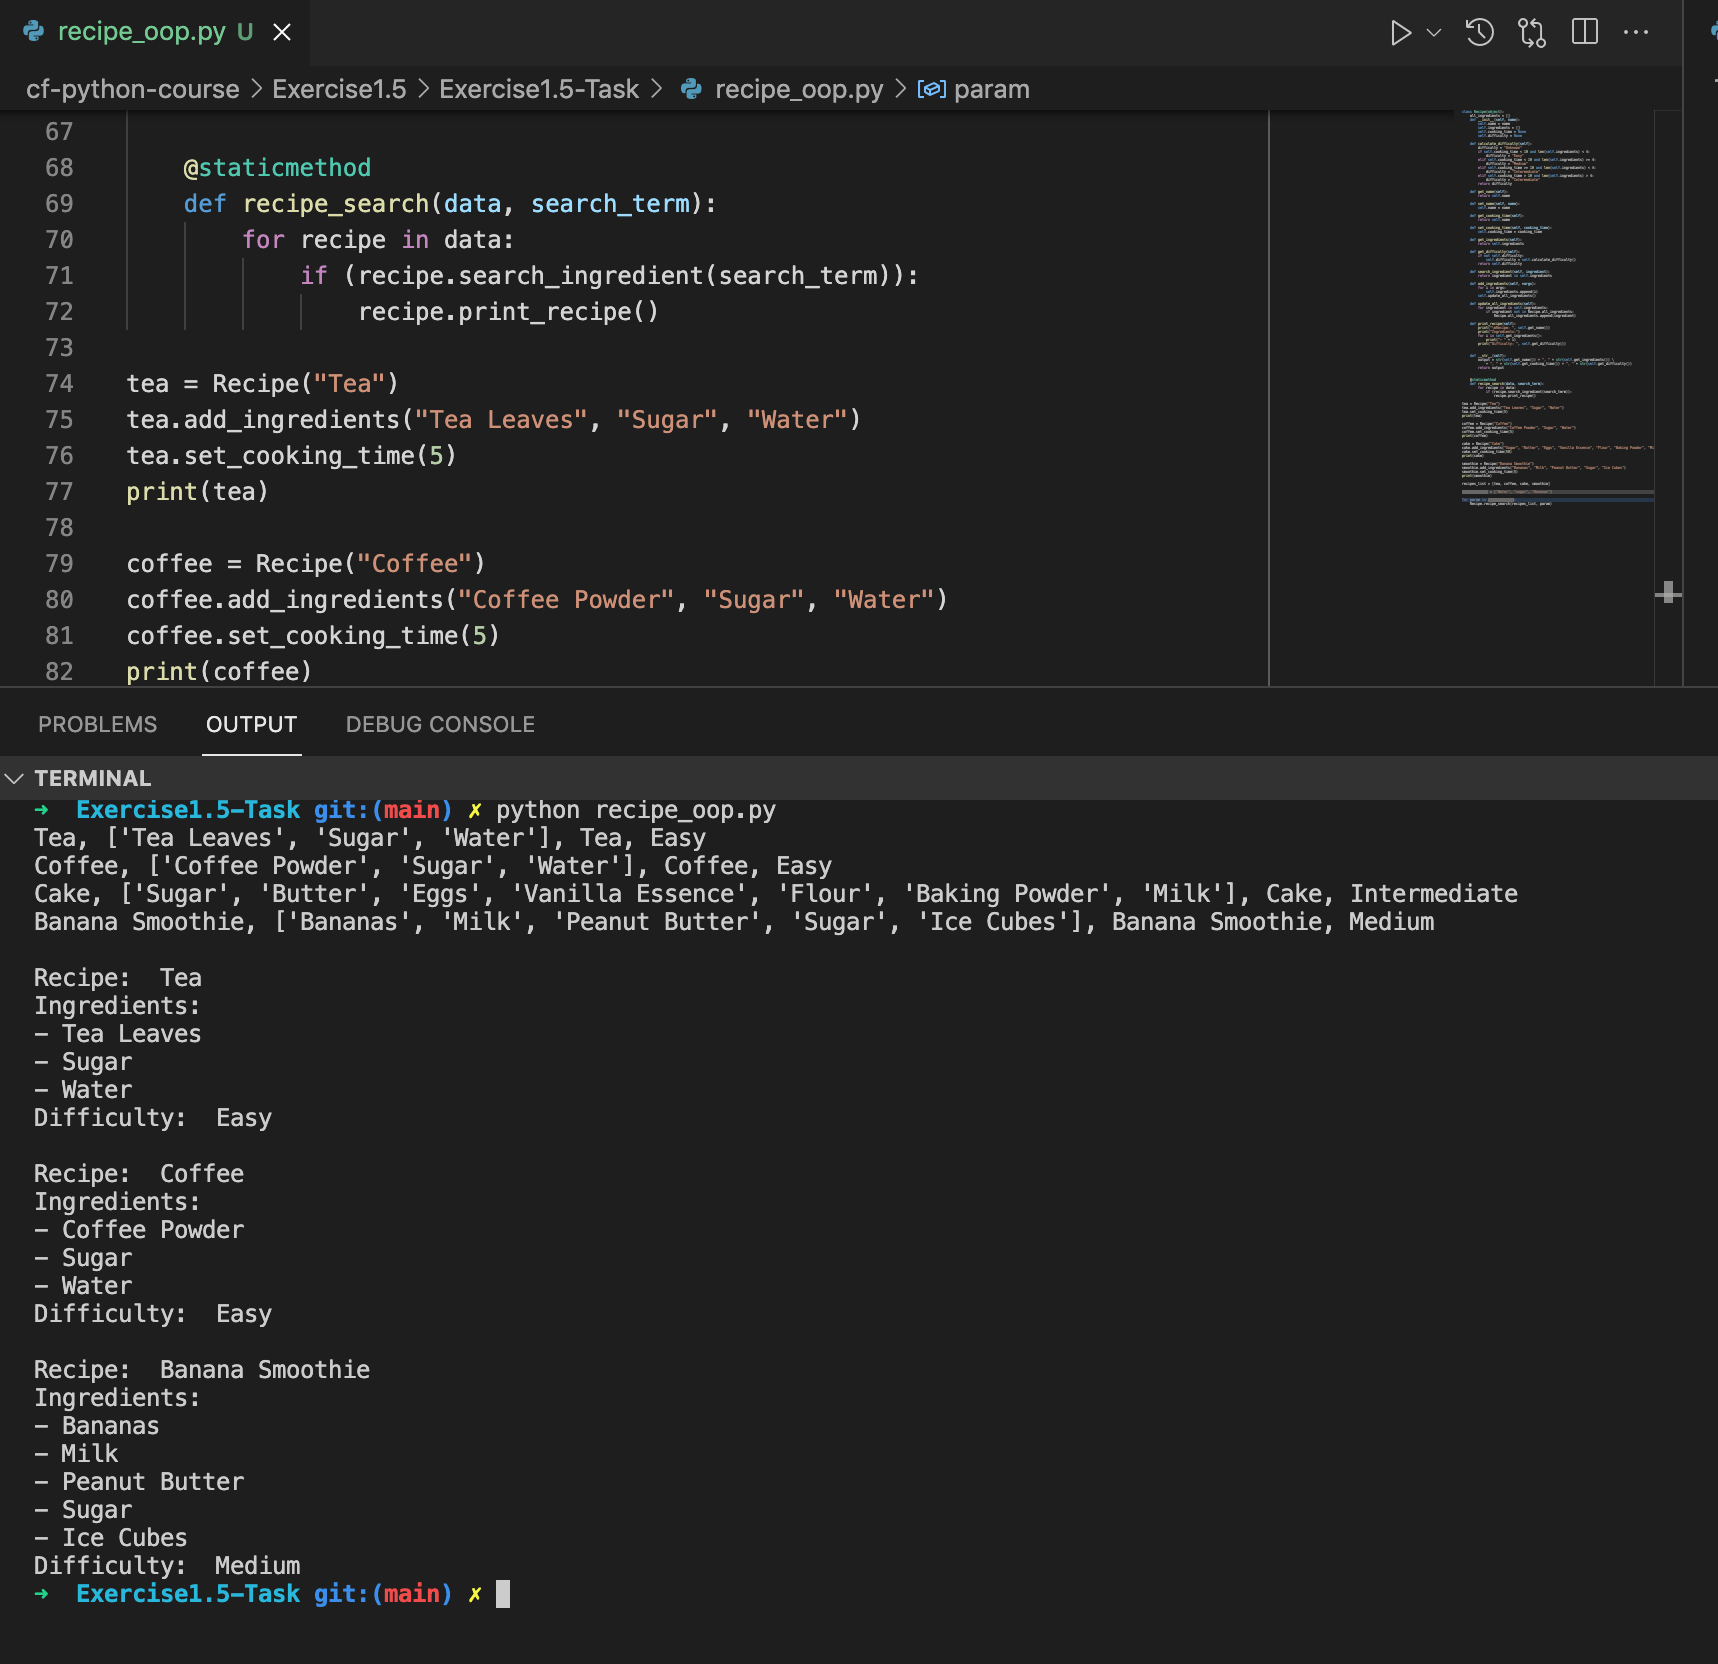 recipe_oop.py U
cf-python-course > Exercise1.5 > Exercise1.5-Task > recipe_oop.py > param
67
68 @staticmethod
69 def recipe_search(data, search_term):
70 for recipe in data:
71 if (recipe.search_ingredient(search_term)):
72 recipe.print_recipe()
73
74 tea = Recipe("Tea")
75 tea.add_ingredients("Tea Leaves", "Sugar", "Water")
76 tea.set_cooking_time(5)
77 print(tea)
78
79 coffee = Recipe("Coffee")
80 coffee.add_ingredients("Coffee Powder", "Sugar", "Water")
81 coffee.set_cooking_time(5)
82 print(coffee)
PROBLEMS OUTPUT DEBUG CONSOLE
TERMINAL
➜ Exercise1.5-Task git:(main) ✗ python recipe_oop.py
Tea, ['Tea Leaves', 'Sugar', 'Water'], Tea, Easy
Coffee, ['Coffee Powder', 'Sugar', 'Water'], Coffee, Easy
Cake, ['Sugar', 'Butter', 'Eggs', 'Vanilla Essence', 'Flour', 'Baking Powder', 'Milk'], Cake, Intermediate
Banana Smoothie, ['Bananas', 'Milk', 'Peanut Butter', 'Sugar', 'Ice Cubes'], Banana Smoothie, Medium
Recipe:  Tea
Ingredients:
- Tea Leaves
- Sugar
- Water
Difficulty:  Easy
Recipe:  Coffee
Ingredients:
- Coffee Powder
- Sugar
- Water
Difficulty:  Easy
Recipe:  Banana Smoothie
Ingredients:
- Bananas
- Milk
- Peanut Butter
- Sugar
- Ice Cubes
Difficulty:  Medium
➜ Exercise1.5-Task git:(main) ✗